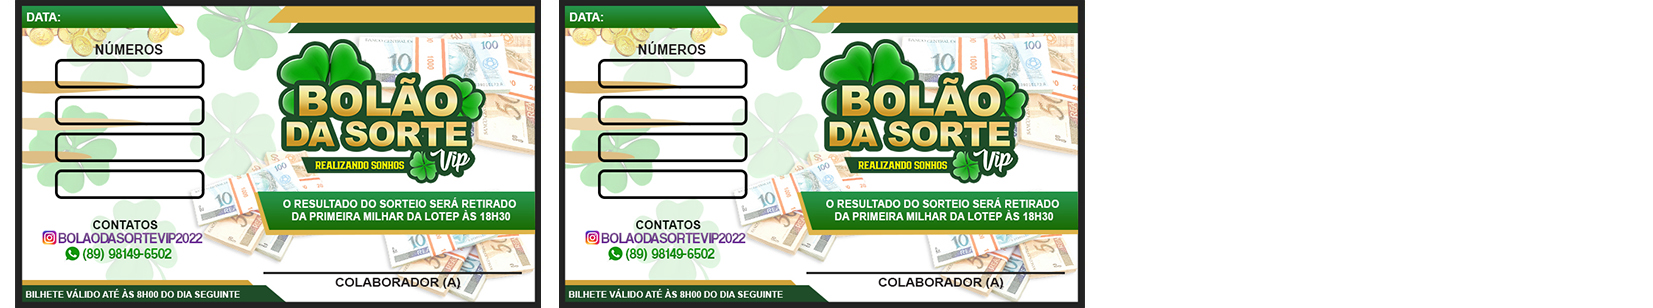 DATA:
NÚMEROS
BOLÃO
DA SORTE
REALIZANDO SONHOS
Vip
O RESULTADO DO SORTEIO SERÁ RETIRADO
DA PRIMEIRA MILHAR DA LOTEP ÀS 18H30
CONTATOS
BOLAODASORTEVIP2022
(89) 98149-6502
COLABORADOR (A)
BILHETE VÁLIDO ATÉ ÀS 8H00 DO DIA SEGUINTE
DATA:
NÚMEROS
BOLÃO
DA SORTE
REALIZANDO SONHOS
Vip
O RESULTADO DO SORTEIO SERÁ RETIRADO
DA PRIMEIRA MILHAR DA LOTEP ÀS 18H30
CONTATOS
BOLAODASORTEVIP2022
(89) 98149-6502
COLABORADOR (A)
BILHETE VÁLIDO ATÉ ÀS 8H00 DO DIA SEGUINTE